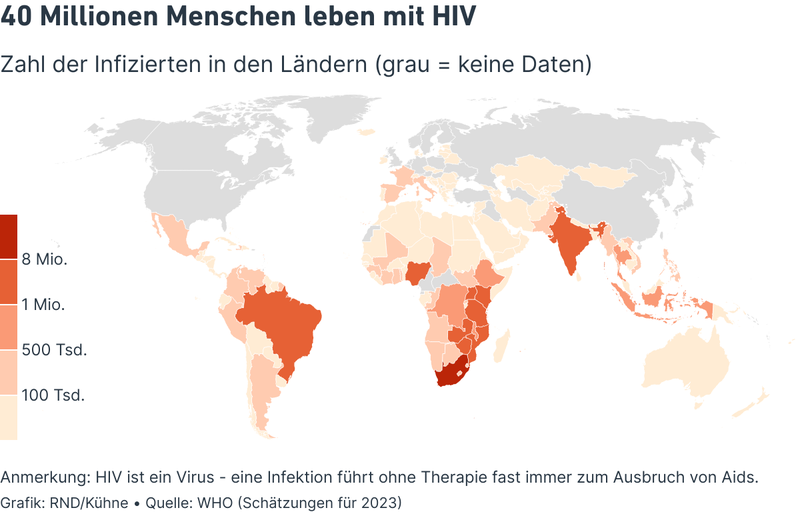 40 Millionen Menschen leben mit HIV
Zahl der Infizierten in den Ländern (grau = keine Daten)
8 Mio.
1 Mio.
500 Tsd.
100 Tsd.
Anmerkung: HIV ist ein Virus - eine Infektion führt ohne Therapie fast immer zum Ausbruch von Aids.
Grafik: RND/Kühne • Quelle: WHO (Schätzungen für 2023)